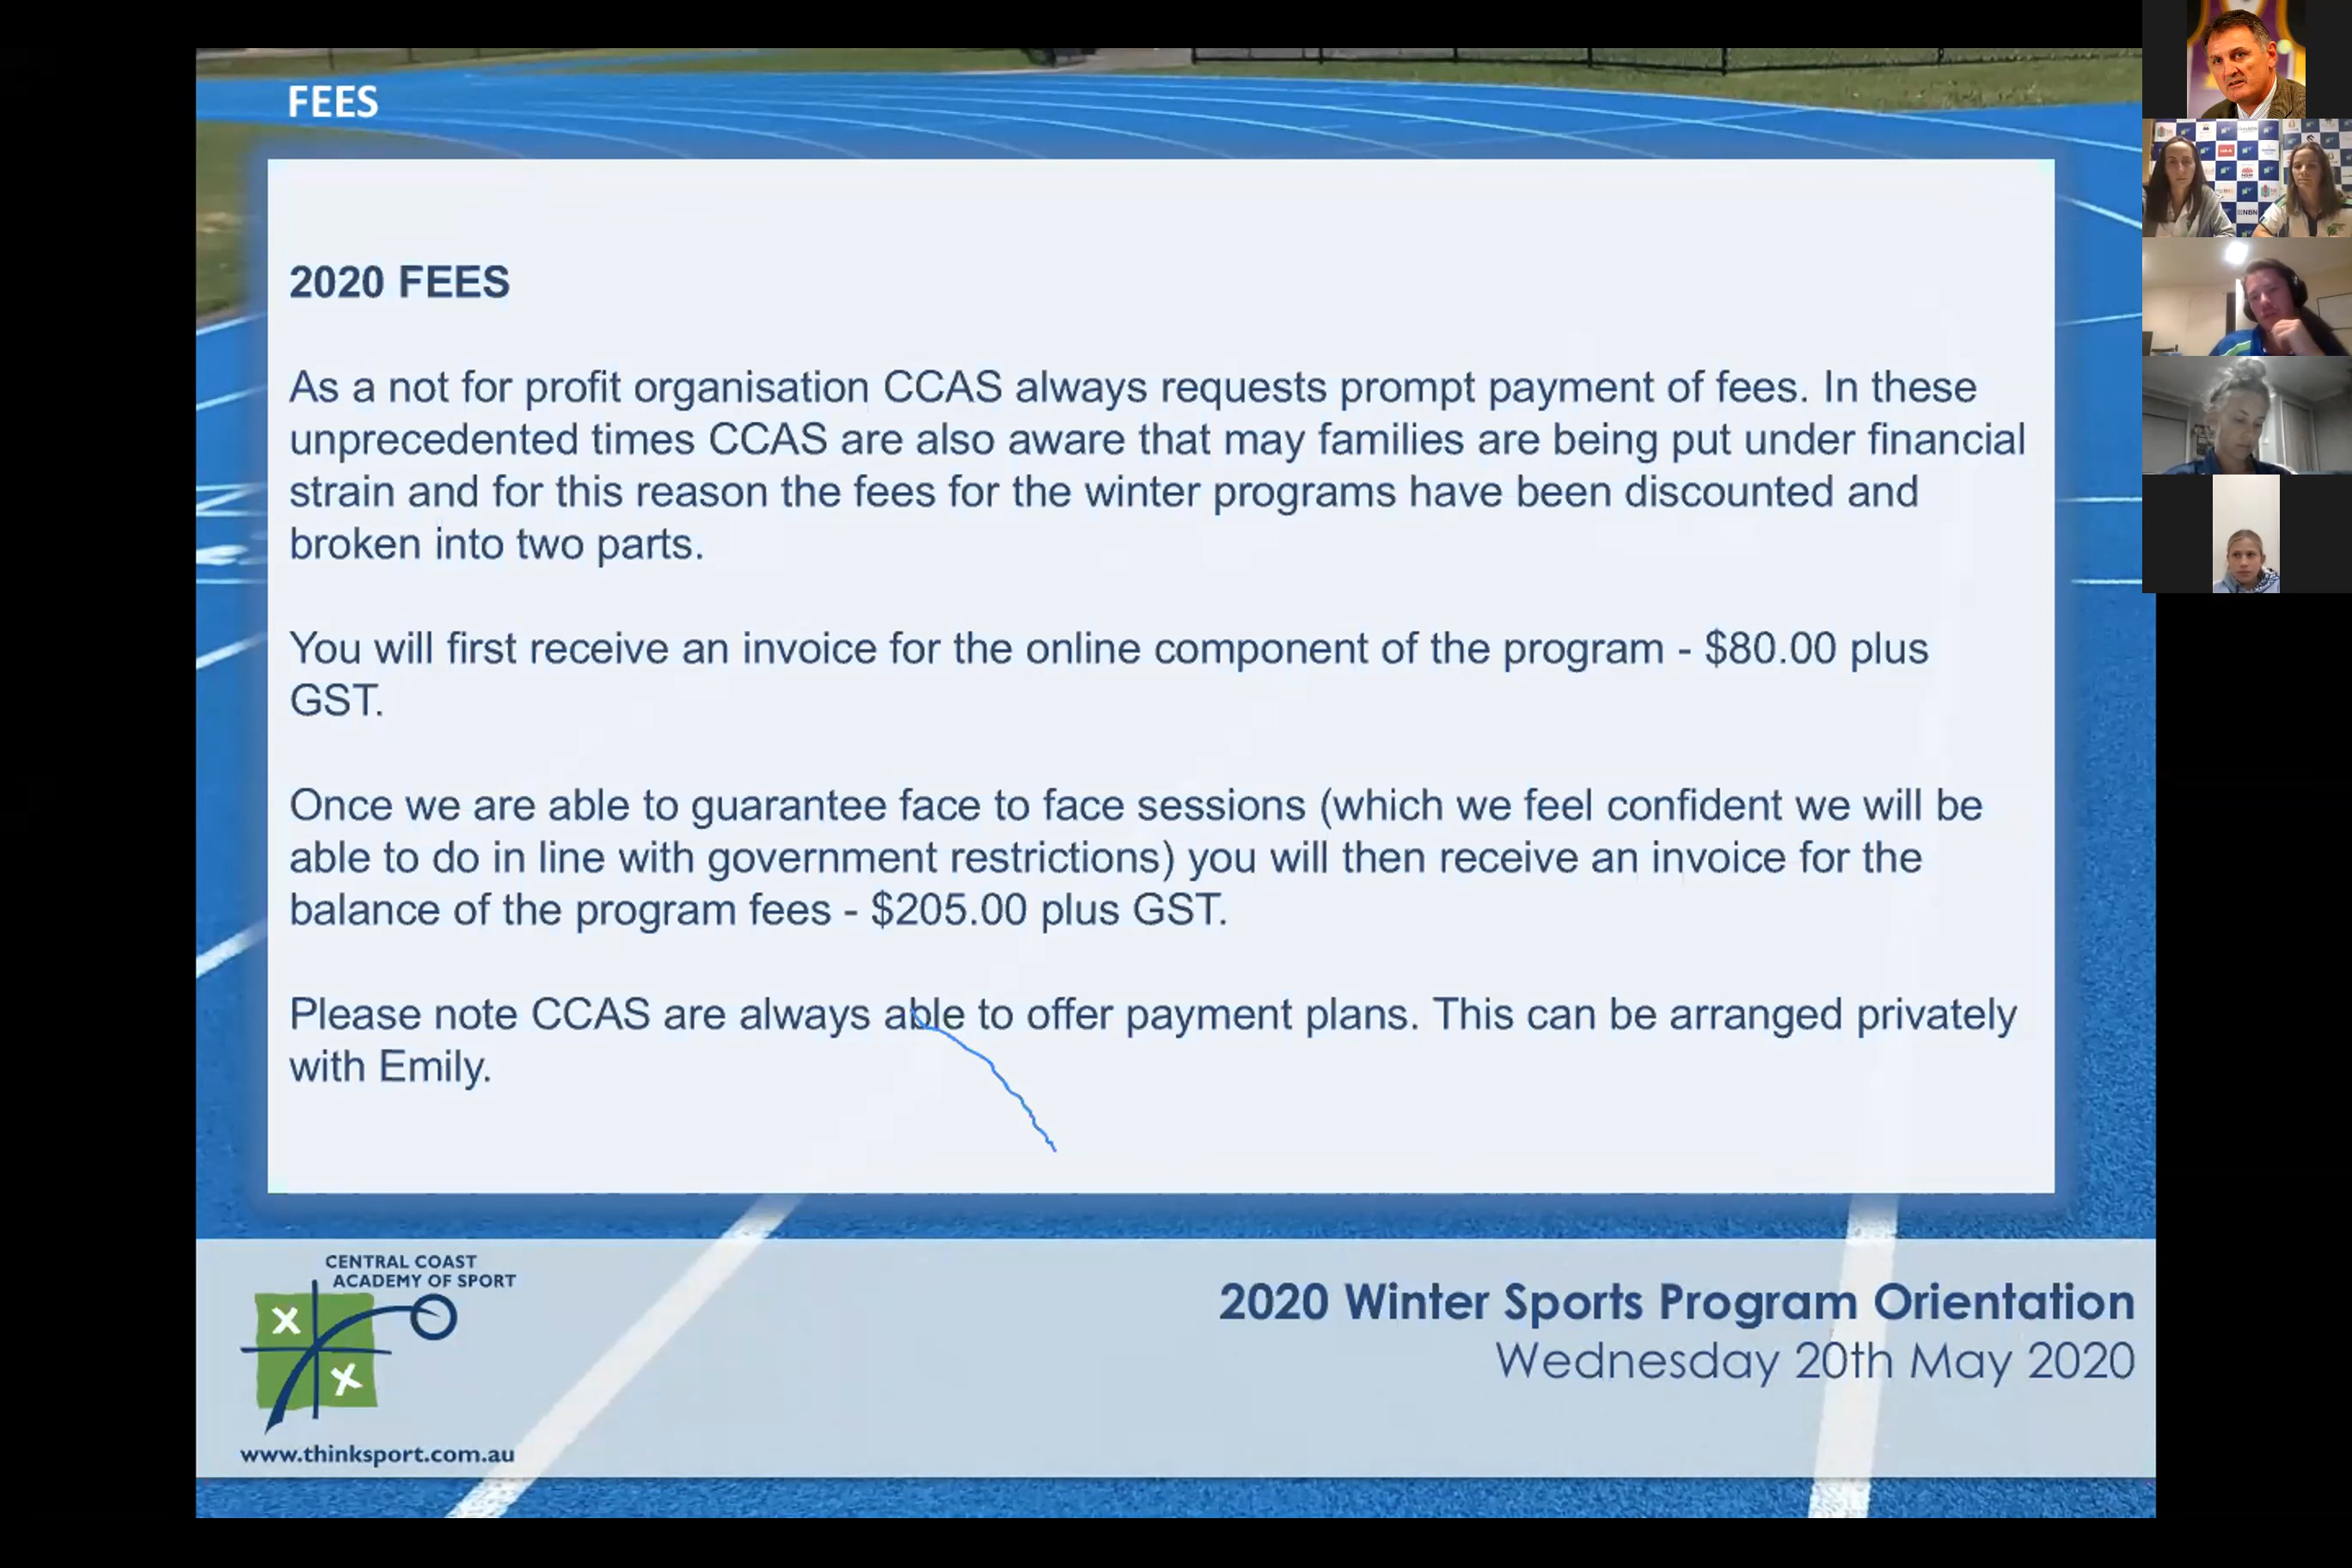 FEES
2020 FEES
As a not for profit organisation CCAS always requests prompt payment of fees. In these
unprecedented times CCAS are also aware that may families are being put under financial
strain and for this reason the fees for the winter programs have been discounted and
broken into two parts.
You will first receive an invoice for the online component of the program - $80.00 plus
GST.
Once we are able to guarantee face to face sessions (which we feel confident we will be
able to do in line with government restrictions) you will then receive an invoice for the
balance of the program fees - $205.00 plus GST.
Please note CCAS are always able to offer payment plans. This can be arranged privately
with Emily.
CENTRAL COAST
ACADEMY OF SPORT
www.thinksport.com.au
2020 Winter Sports Program Orientation
Wednesday 20th May 2020
NBN